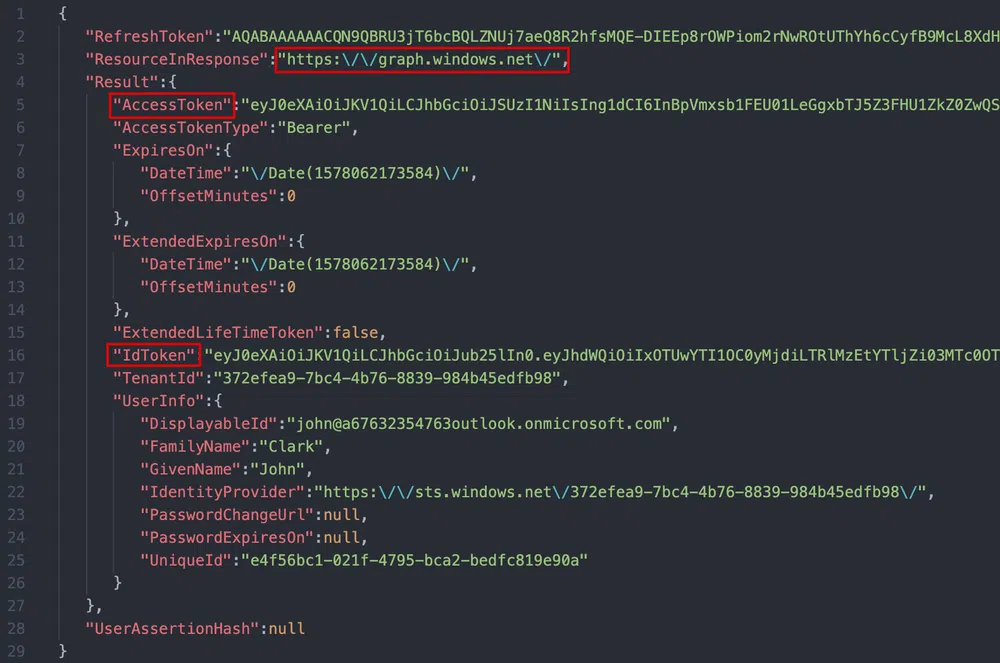 1 {
2 "RefreshToken":"AQABAAAAAACQN9QBRU3jT6bcBQLZNUj7aeQ8R2hfsMQE-DIEEp8rOWPiom2rNwROtUThYh6cCyfB9McL8XdH
3 "ResourceInResponse":"https:\/\/graph.windows.net\/",
4 "Result":{
5 "AccessToken":"eyJ0eXAiOiJKV1QiLCJhbGciOiJSUzI1NiIsIng1dCI6InBpVmxsb1FEU01LeGgxbTJ5Z3FHU1ZkZ0ZwQS
6 "AccessTokenType":"Bearer",
7 "ExpiresOn":{
8 "DateTime":"\/Date(1578062173584)\/",
9 "OffsetMinutes":0
10 },
11 "ExtendedExpiresOn":{
12 "DateTime":"\/Date(1578062173584)\/",
13 "OffsetMinutes":0
14 },
15 "ExtendedLifeTimeToken":false,
16 "IdToken":"eyJ0eXAiOiJKV1QiLCJhbGciOiJub25lIn0.eyJhdWQiOiIxOTUwYTI1OC0yMjdiLTRlMzEtYTljZi03MTc0OT
17 "TenantId":"372efea9-7bc4-4b76-8839-984b45edfb98",
18 "UserInfo":{
19 "DisplayableId":"john@a67632354763outlook.onmicrosoft.com",
20 "FamilyName":"Clark",
21 "GivenName":"John",
22 "IdentityProvider":"https:\/\/sts.windows.net\/372efea9-7bc4-4b76-8839-984b45edfb98\/",
23 "PasswordChangeUrl":null,
24 "PasswordExpiresOn":null,
25 "UniqueId":"e4f56bc1-021f-4795-bca2-bedfc819e90a"
26 }
27 },
28 "UserAssertionHash":null
29 }